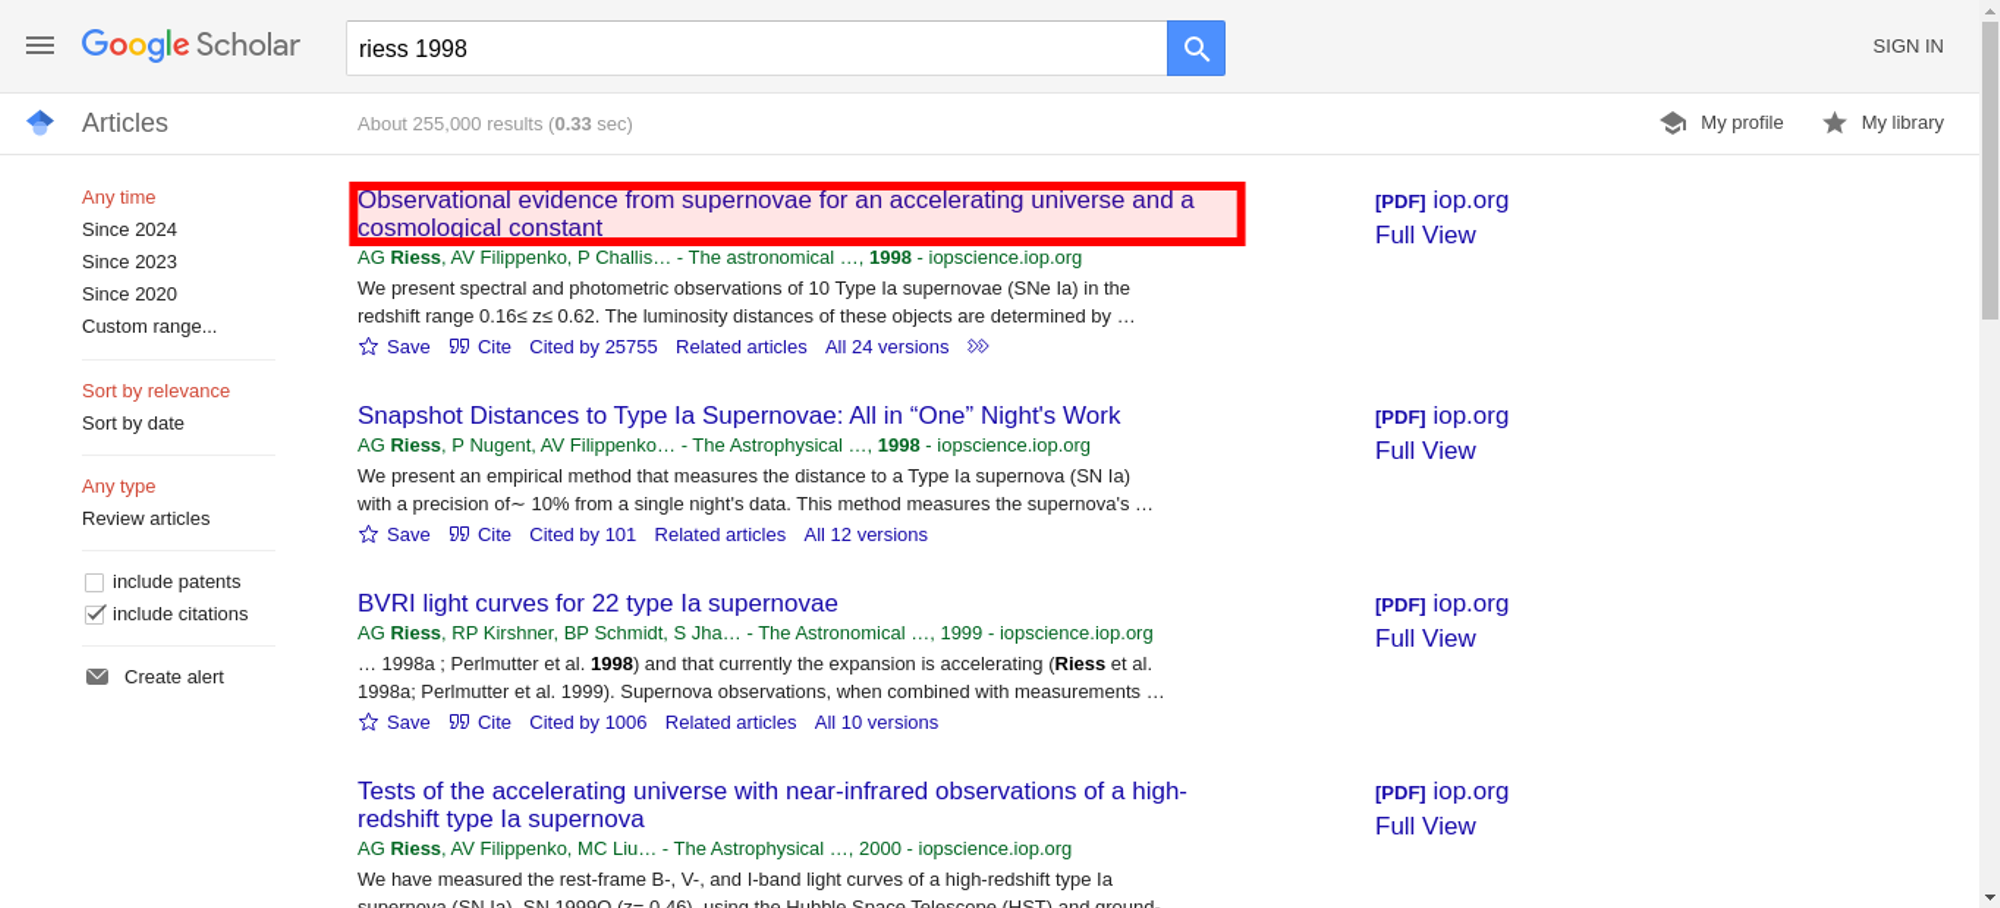 Google Scholar
riess 1998
SIGN IN
Articles
About 255,000 results (0.33 sec)
My profile
My library
Any time
Since 2024
Since 2023
Since 2020
Custom range...
Sort by relevance
Sort by date
Any type
Review articles
include patents
include citations
Create alert
Observational evidence from supernovae for an accelerating universe and a
cosmological constant
AG Riess, AV Filippenko, P Challis… - The astronomical …, 1998 - iopscience.iop.org
We present spectral and photometric observations of 10 Type Ia supernovae (SNe Ia) in the
redshift range 0.16≤ z≤ 0.62. The luminosity distances of these objects are determined by …
Save Cite Cited by 25755 Related articles All 24 versions
[PDF] iop.org
Full View
Snapshot Distances to Type Ia Supernovae: All in “One” Night's Work
AG Riess, P Nugent, AV Filippenko… - The Astrophysical …, 1998 - iopscience.iop.org
We present an empirical method that measures the distance to a Type Ia supernova (SN Ia)
with a precision of∼ 10% from a single night's data. This method measures the supernova's …
Save Cite Cited by 101 Related articles All 12 versions
[PDF] iop.org
Full View
BVRI light curves for 22 type Ia supernovae
AG Riess, RP Kirshner, BP Schmidt, S Jha… - The Astronomical …, 1999 - iopscience.iop.org
… 1998a ; Perlmutter et al. 1998) and that currently the expansion is accelerating (Riess et al.
1998a; Perlmutter et al. 1999). Supernova observations, when combined with measurements …
Save Cite Cited by 1006 Related articles All 10 versions
[PDF] iop.org
Full View
Tests of the accelerating universe with near-infrared observations of a high-
redshift type Ia supernova
AG Riess, AV Filippenko, MC Liu… - The Astrophysical …, 2000 - iopscience.iop.org
We have measured the rest-frame B-, V-, and I-band light curves of a high-redshift type Ia
supernova (SN Ia), SN 1999Q (z= 0.46), using the Hubble Space Telescope (HST) and ground-
[PDF] iop.org
Full View